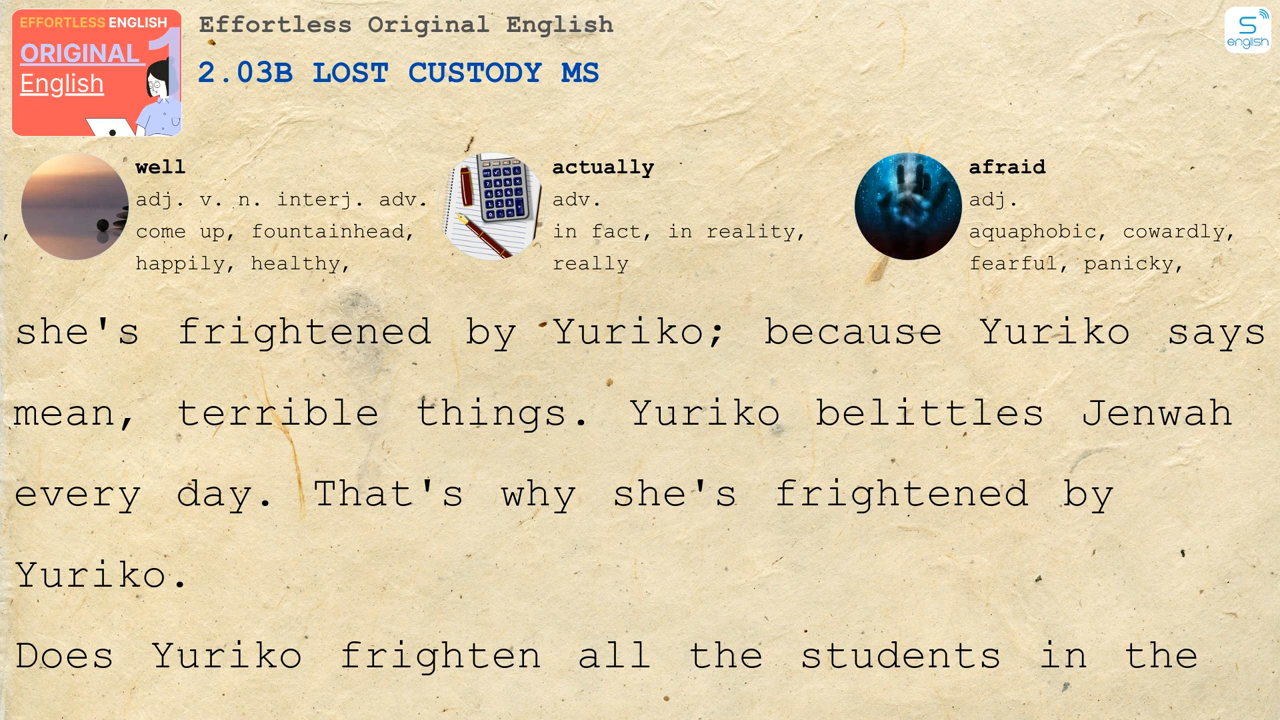 EFFORTLESS ENGLISH
ORIGINAL 1
English
Effortless Original English
2.03B LOST CUSTODY MS
S
english
well
adj. v. n. interj. adv.
come up, fountainhead,
happily, healthy,
actually
adv.
in fact, in reality,
really
afraid
adj.
aquaphobic, cowardly,
fearful, panicky,
she's frightened by Yuriko; because Yuriko says
mean, terrible things. Yuriko belittles Jenwah
every day. That's why she's frightened by
Yuriko.
Does Yuriko frighten all the students in the